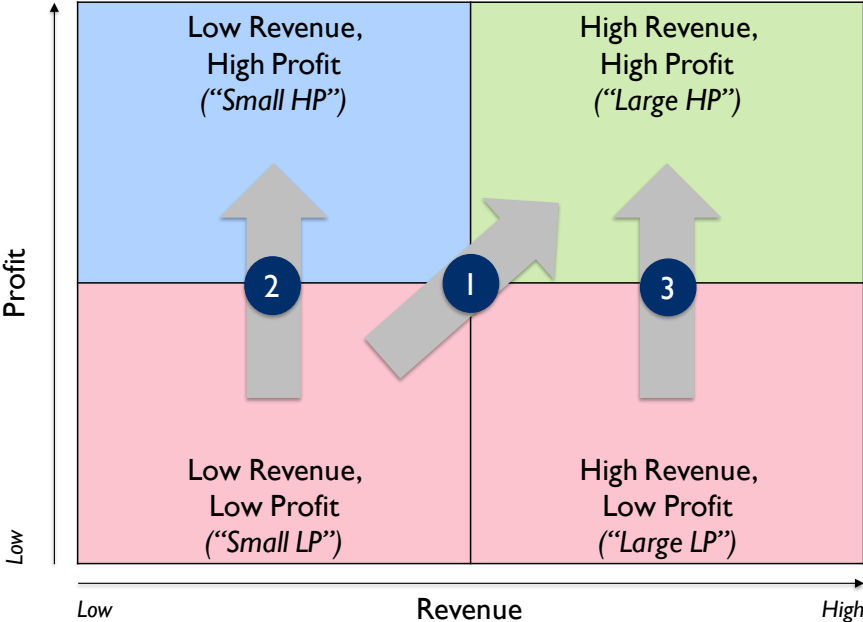 Low Revenue,
High Profit
(“Small HP”)
High Revenue,
High Profit
(“Large HP”)
Profit
2
1
3
Low Revenue,
Low Profit
(“Small LP”)
High Revenue,
Low Profit
(“Large LP”)
Low
Low
Revenue
High